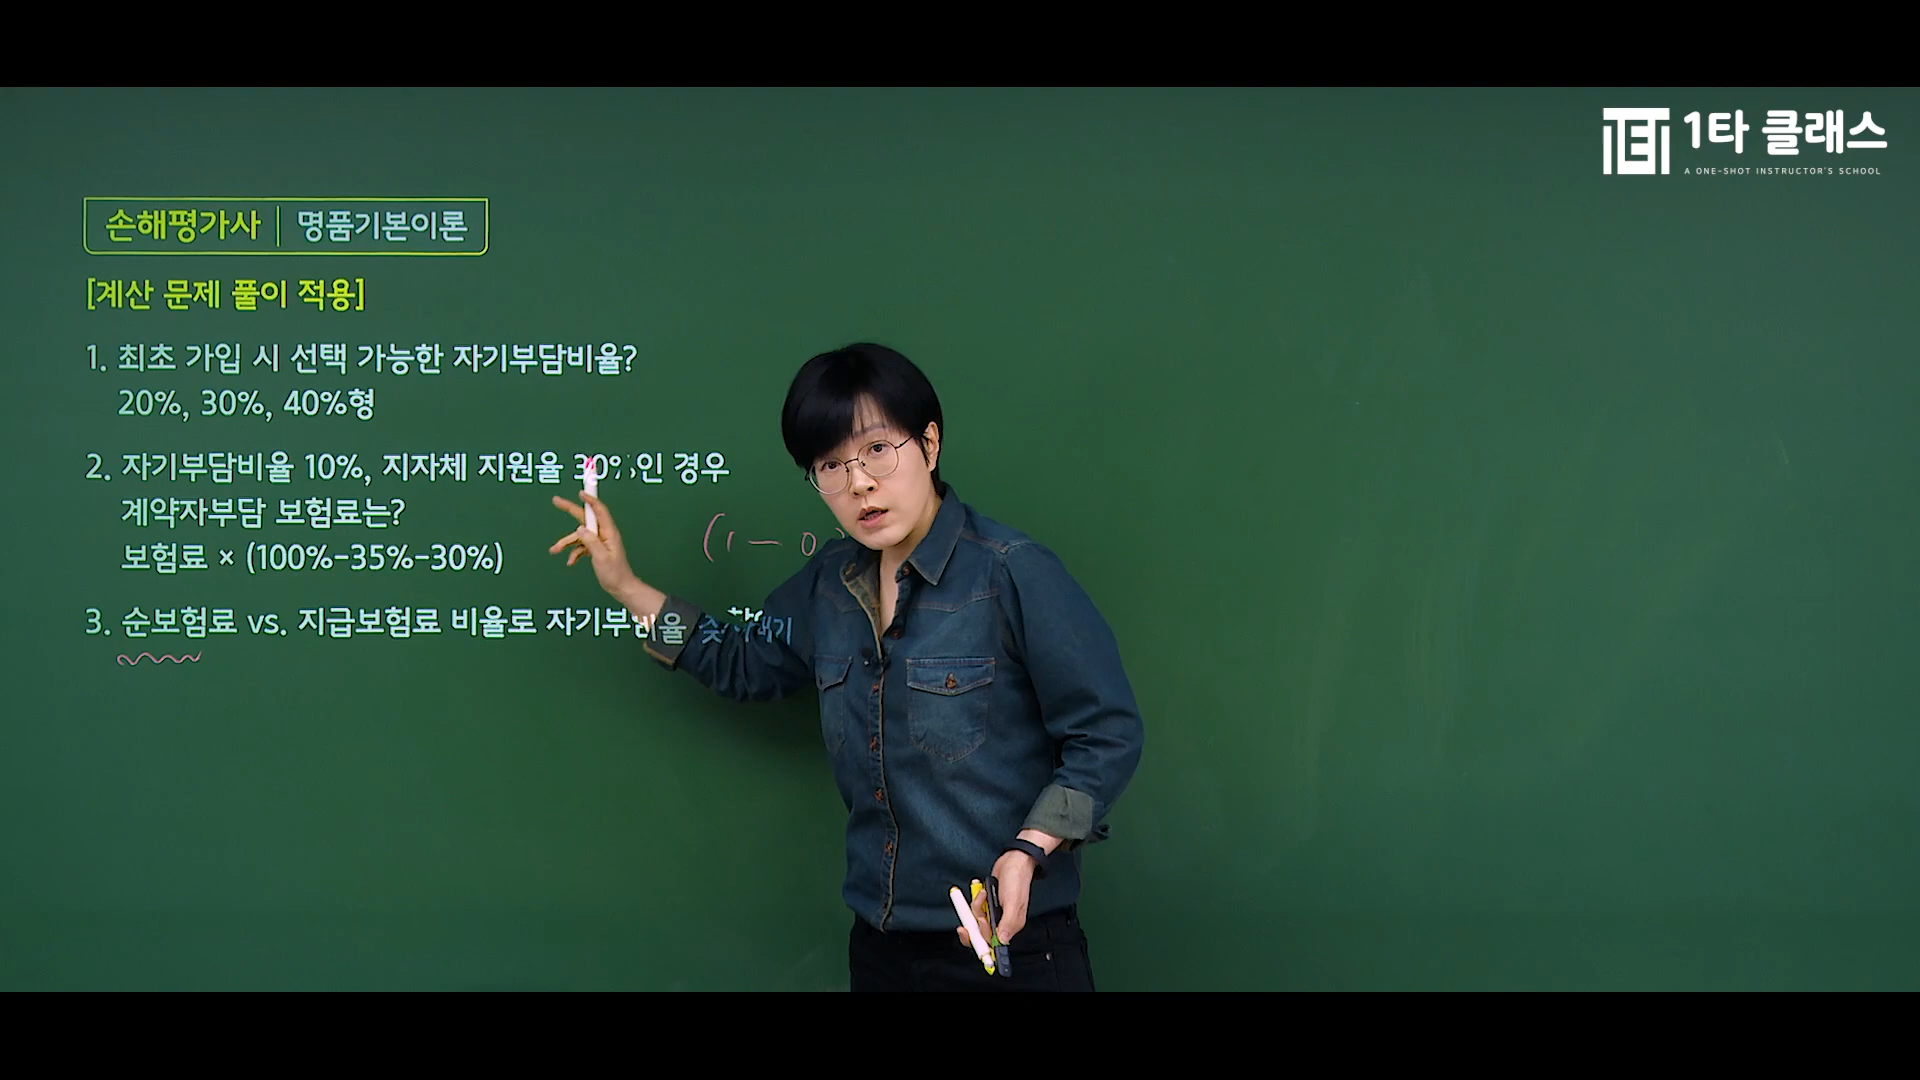 1타 클래스
A ONE-SHOT INSTRUCTOR'S SCHOOL
손해평가사 | 명품기본이론
[계산 문제 풀이 적용]
1. 최초 가입 시 선택 가능한 자기부담비율?
20%, 30%, 40%형
2. 자기부담비율 10%, 지자체 지원율 30%인 경우
계약자부담 보험료는?
보험료 × (100%-35%-30%)
(1-0
3. 순보험료 vs. 지급보험료 비율로 자기부